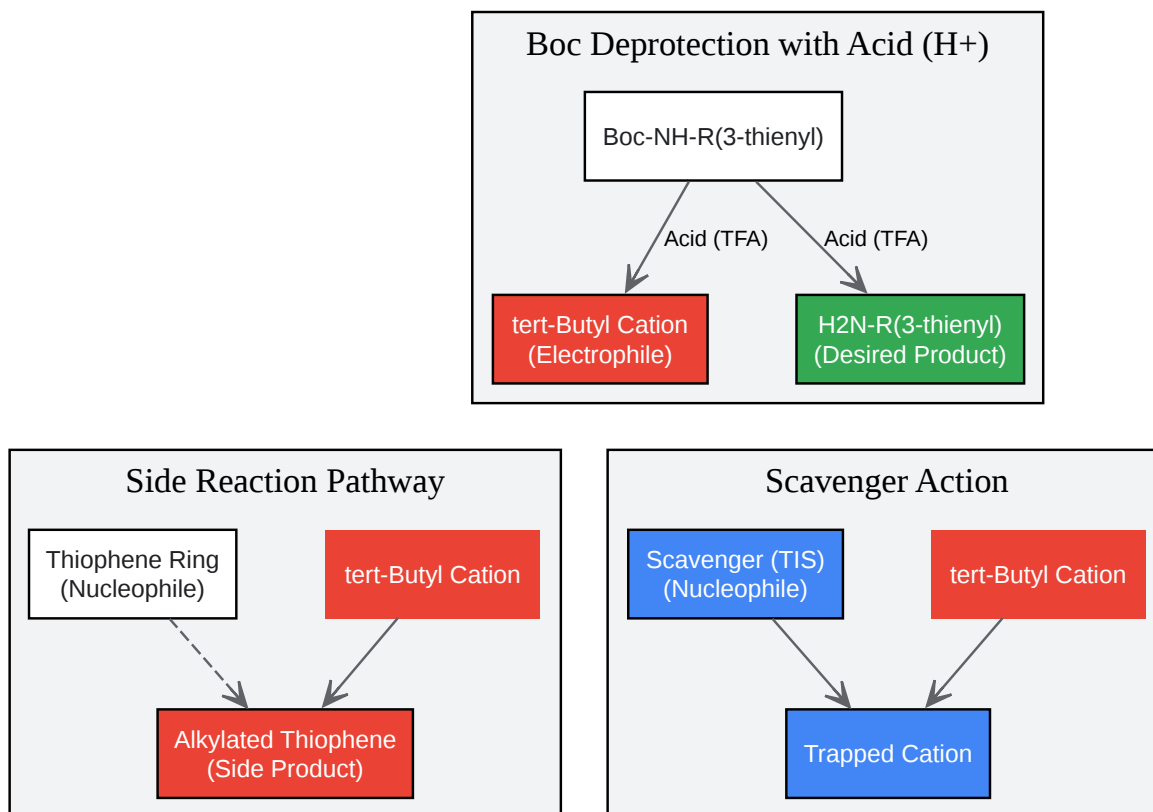 Boc Deprotection with Acid (H+)
Boc-NH-R(3-thienyl)
Acid (TFA)
Acid (TFA)
tert-Butyl Cation
(Electrophile)
H2N-R(3-thienyl)
(Desired Product)
Side Reaction Pathway
Thiophene Ring
(Nucleophile)
tert-Butyl Cation
Alkylated Thiophene
(Side Product)
Scavenger Action
Scavenger (TIS)
(Nucleophile)
tert-Butyl Cation
Trapped Cation